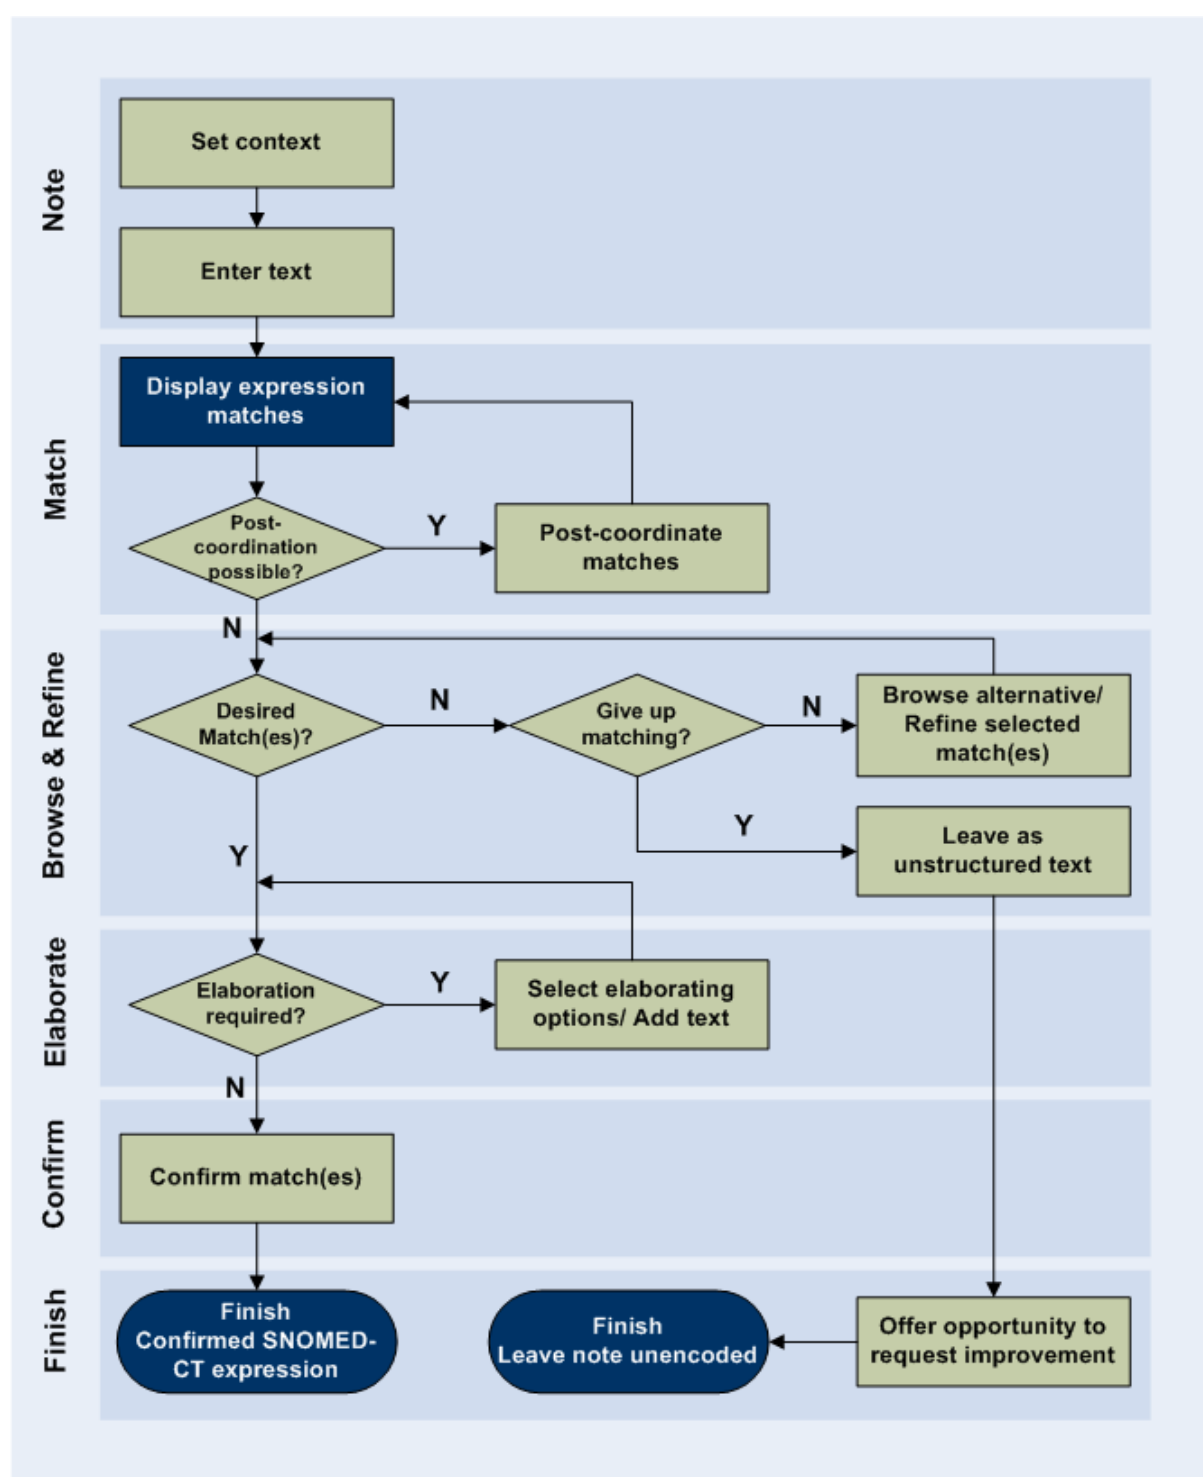 Note
Set context
Enter text
Match
Display expression
matches
Post-
coordination
possible?
Y
Post-coordinate
matches
N
Browse & Refine
Desired
Match(es)?
N
Give up
matching?
N
Browse alternative/
Refine selected
match(es)
Y
Y
Leave as
unstructured text
Elaborate
Elaboration
required?
Y
Select elaborating
options/ Add text
N
Confirm
Confirm match(es)
Finish
Finish
Confirmed SNOMED-
CT expression
Finish
Leave note unencoded
Offer opportunity to
request improvement